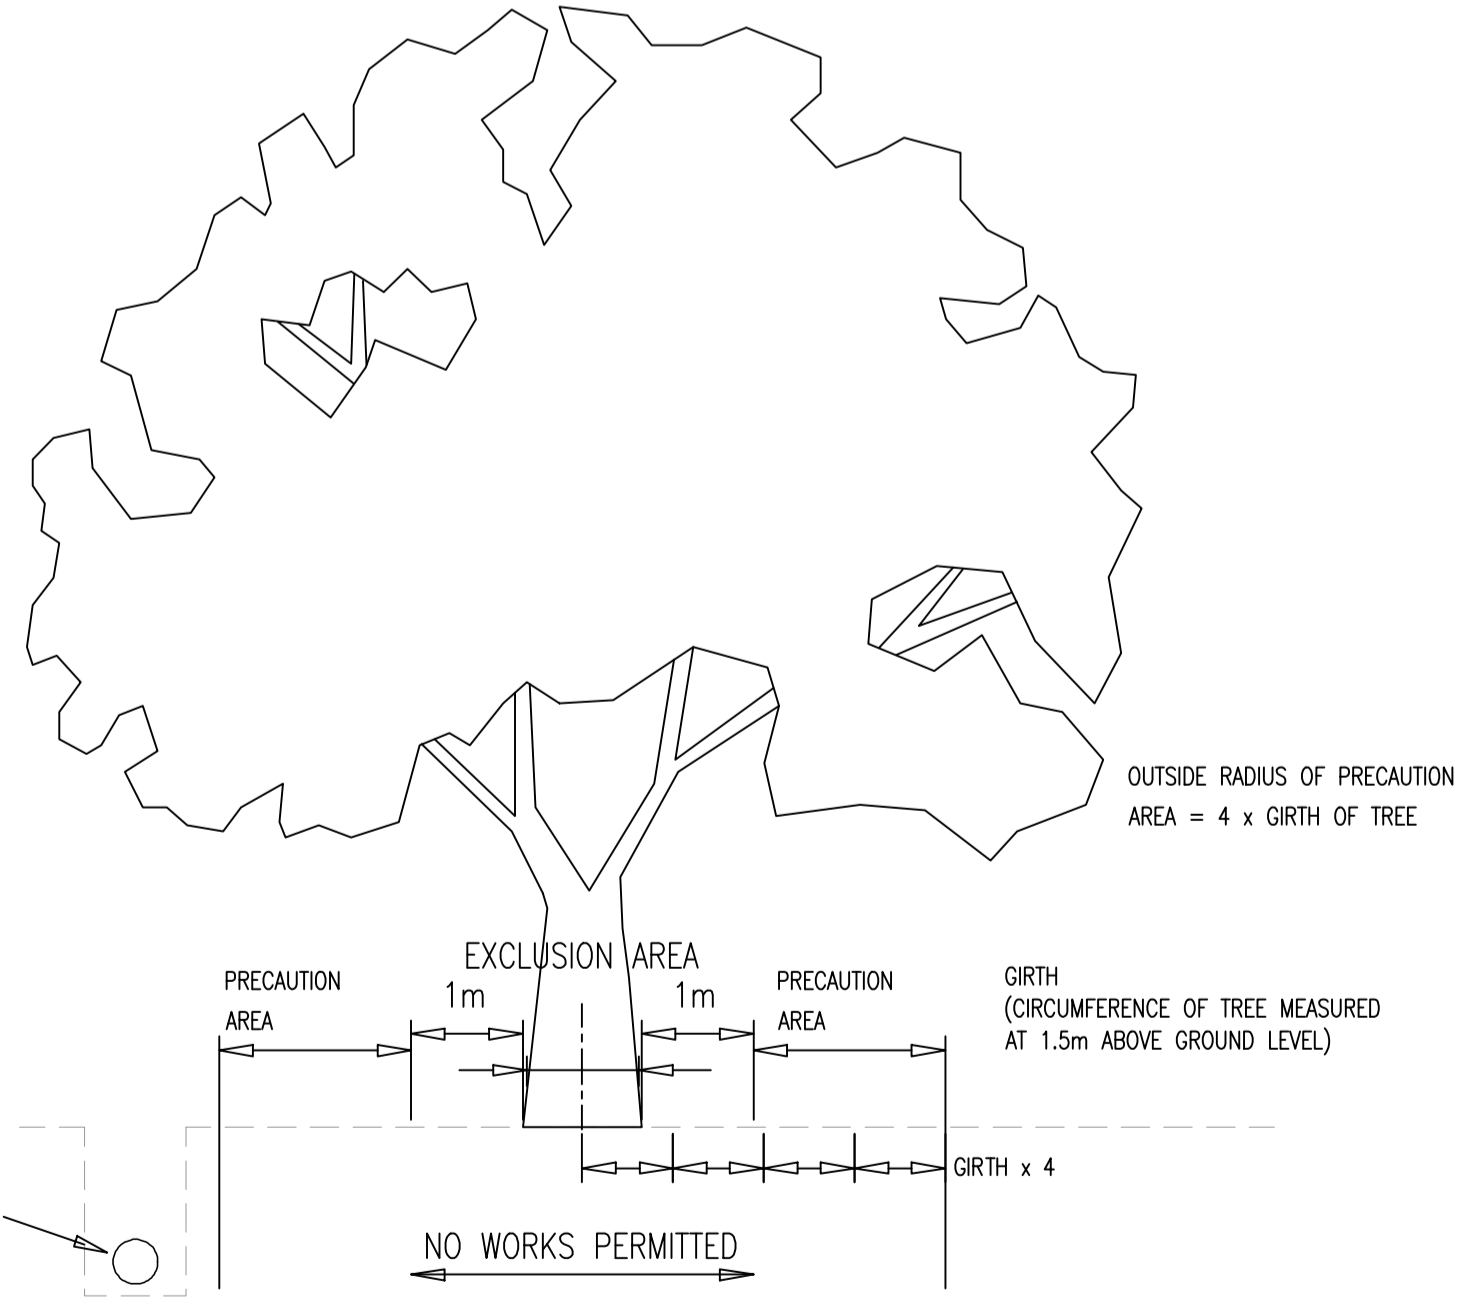 OUTSIDE RADIUS OF PRECAUTION
AREA = 4 x GIRTH OF TREE
EXCLUSION AREA
PRECAUTION
AREA
1m
1m
PRECAUTION
AREA
GIRTH
(CIRCUMFERENCE OF TREE MEASURED
AT 1.5m ABOVE GROUND LEVEL)
GIRTH x 4
NO WORKS PERMITTED